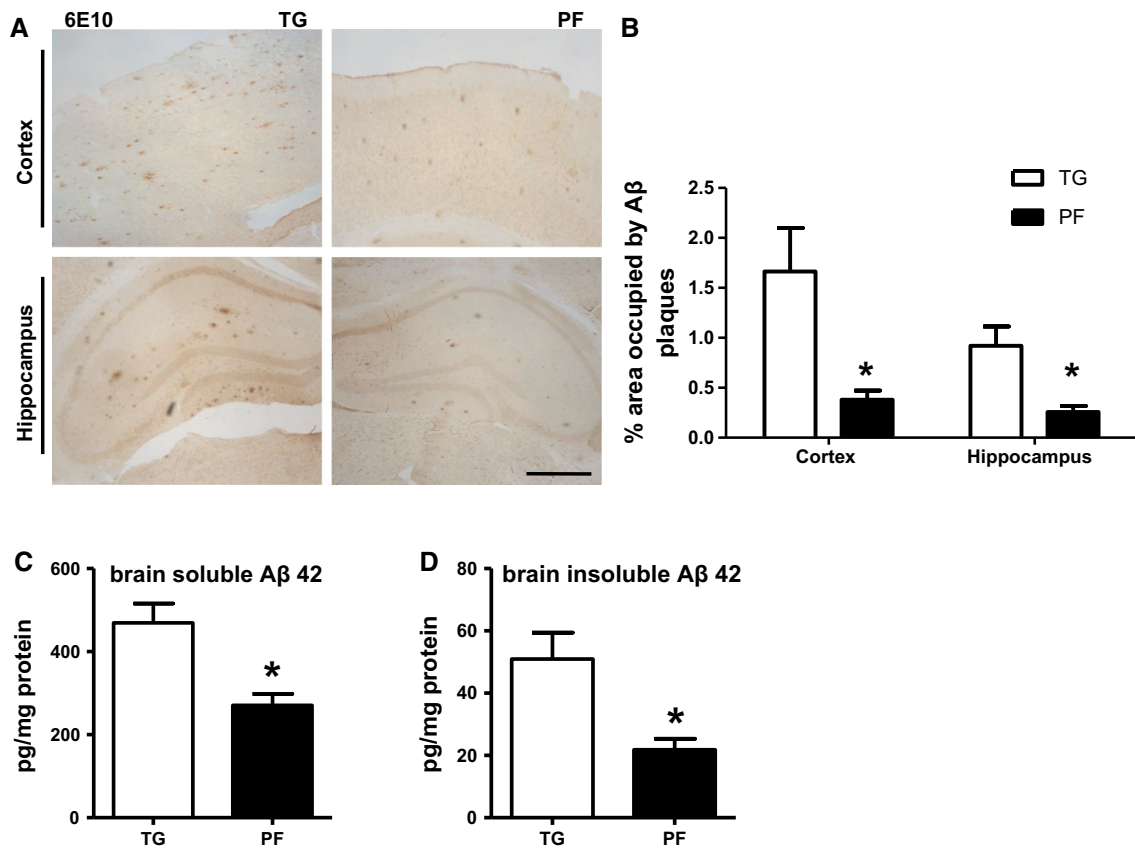 A
6E10 TG PF
Cortex
Hippocampus
B
TG
PF
% area occupied by Aβ
plaques
2.5
2.0
1.5
1.0
0.5
0.0
*
*
Cortex Hippocampus
C
brain soluble Aβ 42
pg/mg protein
600
400
200
0
*
TG PF
D
brain insoluble Aβ 42
pg/mg protein
80
60
40
20
0
*
TG PF